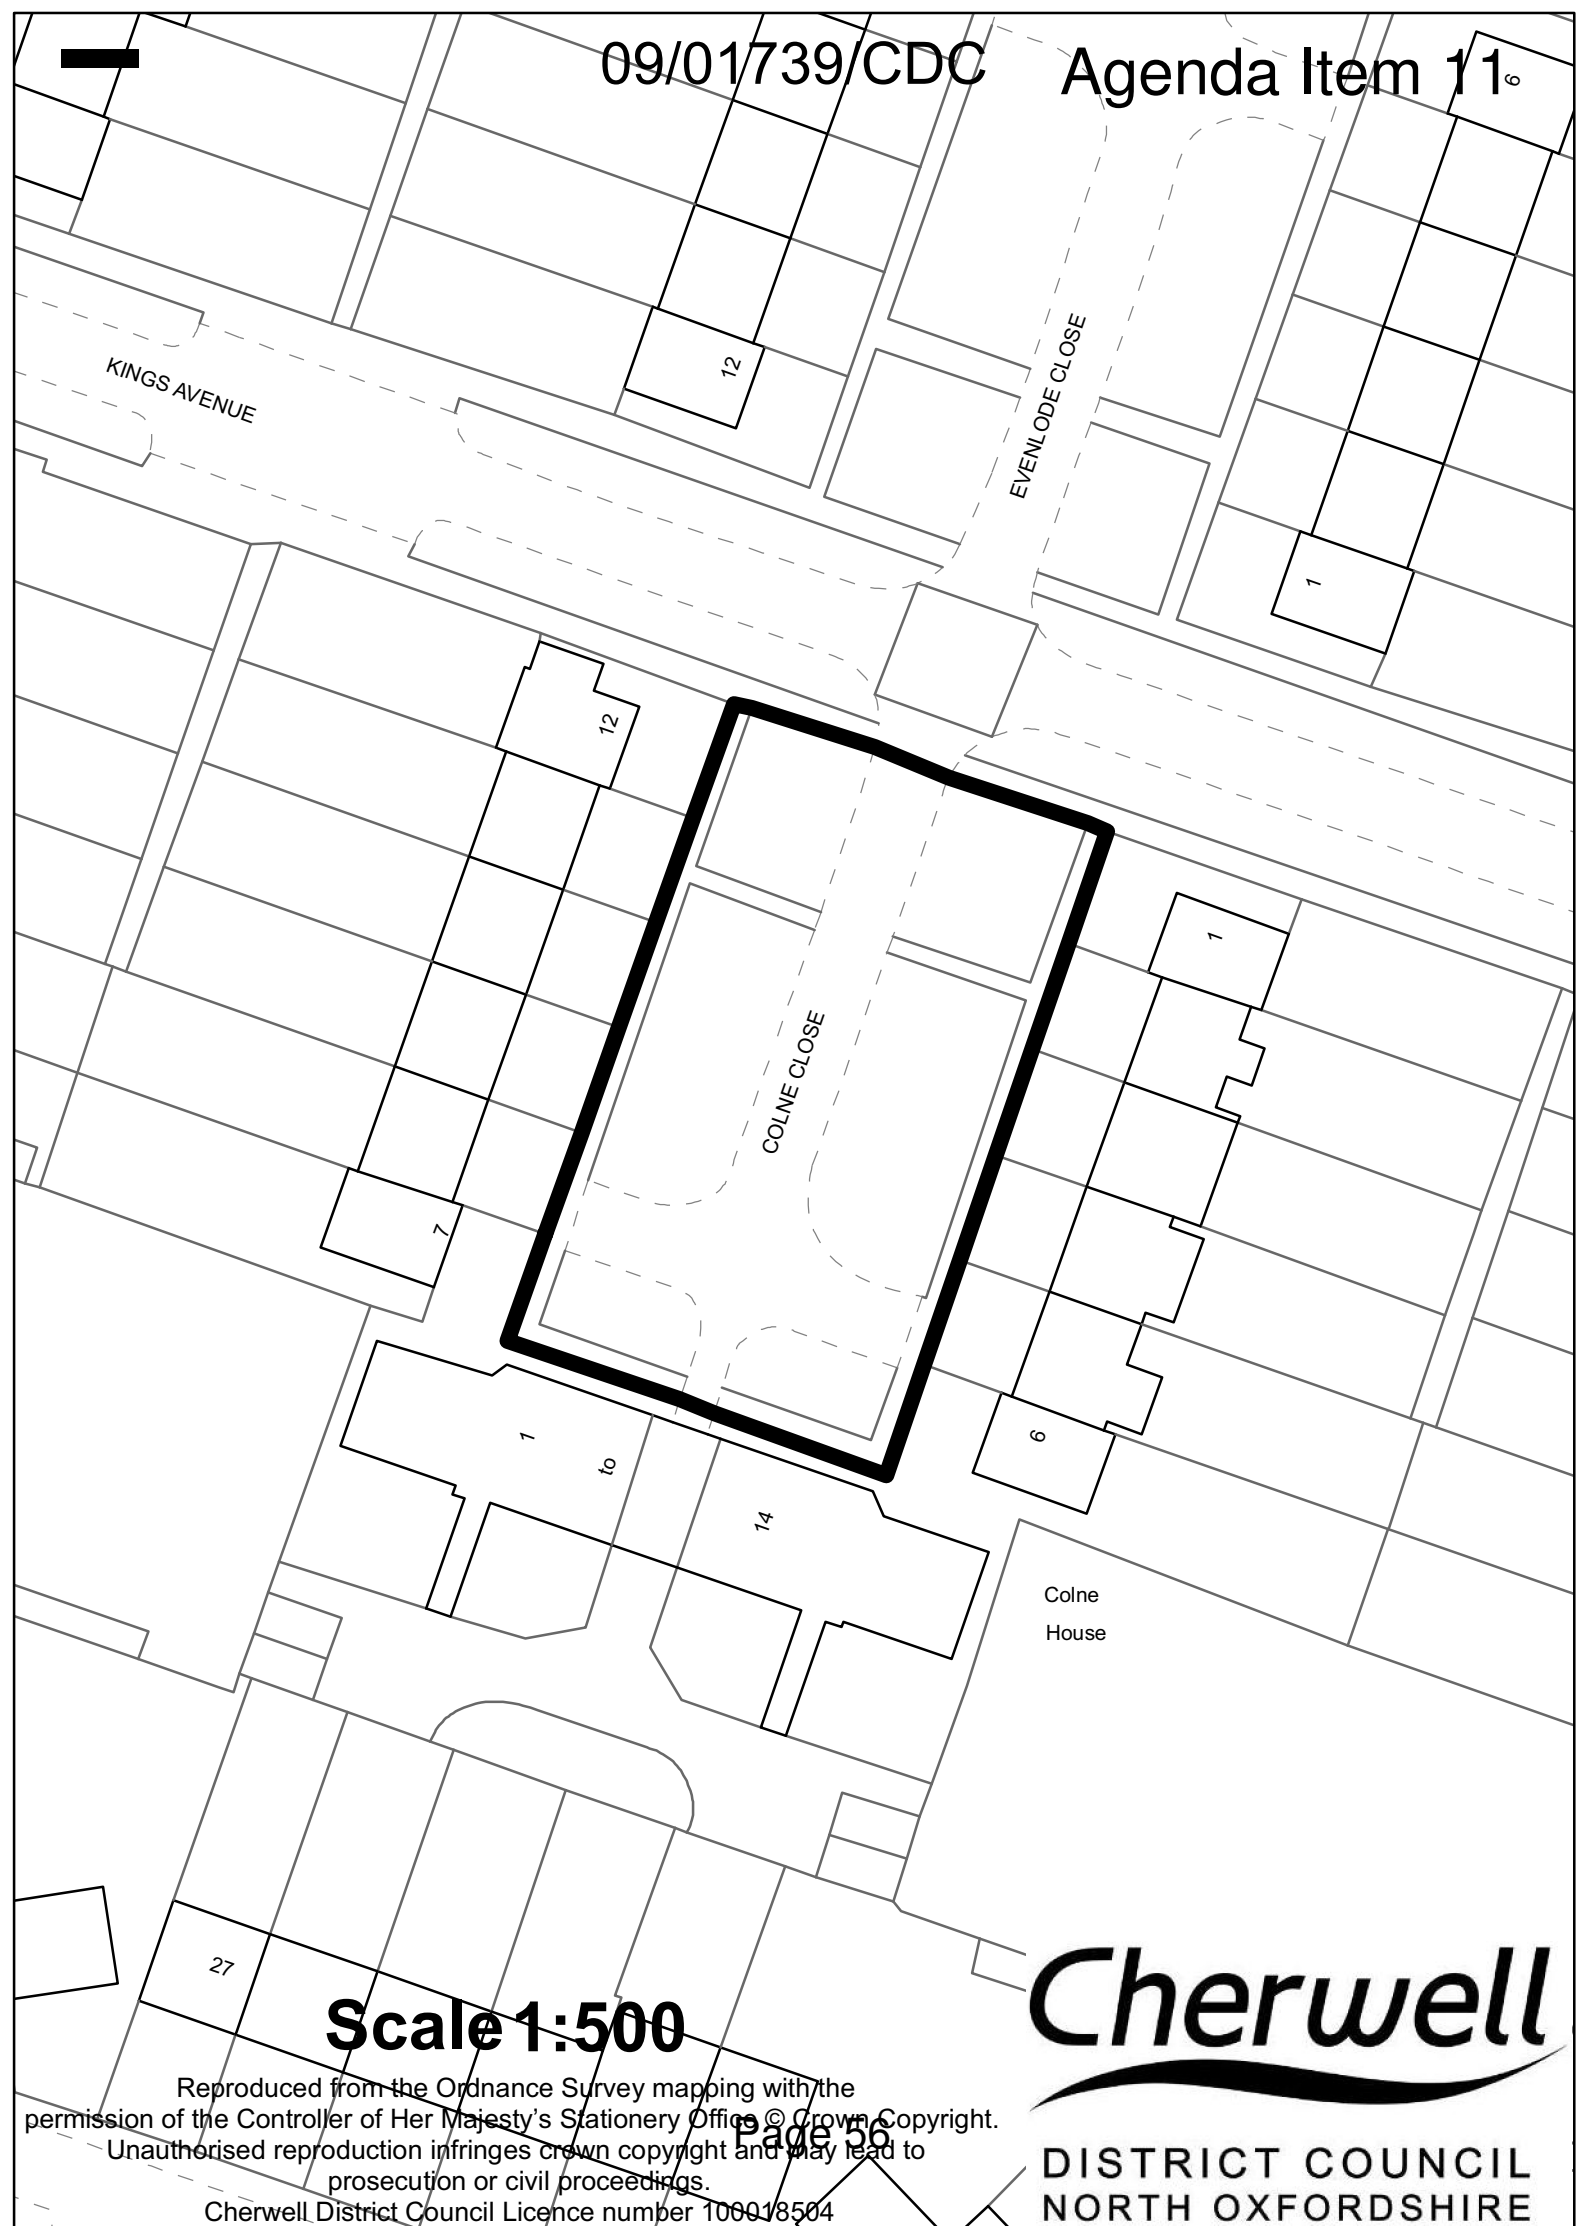 09/01739/CDC
Agenda Item 11
6
12
KINGS AVENUE
EVENLODE CLOSE
1
12
1
COLNE CLOSE
7
1
to
14
6
Colne
House
27
Scale 1:500
Reproduced from the Ordnance Survey mapping with the
permission of the Controller of Her Majesty's Stationery Office © Crown Copyright.
Unauthorised reproduction infringes crown copyright and may lead to
prosecution or civil proceedings.
Cherwell District Council Licence number 100018504
Page 56
Cherwell
DISTRICT COUNCIL
NORTH OXFORDSHIRE